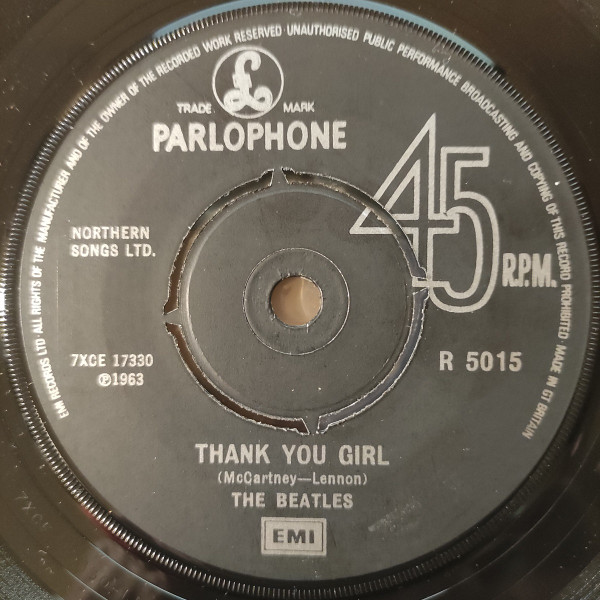 EMI RECORDS LTD ALL RIGHTS OF THE MANUFACTURER AND OF THE OWNER OF THE RECORDED WORK RESERVED UNAUTHORISED PUBLIC PERFORMANCE BROADCASTING AND COPYING OF THIS RECORD PROHIBITED MADE IN GT BRITAIN
£
TRADE MARK
PARLOPHONE
45
R.P.M.
NORTHERN
SONGS LTD.
7XCE 17330
℗1963
R 5015
THANK YOU GIRL
(McCartney—Lennon)
THE BEATLES
EMI